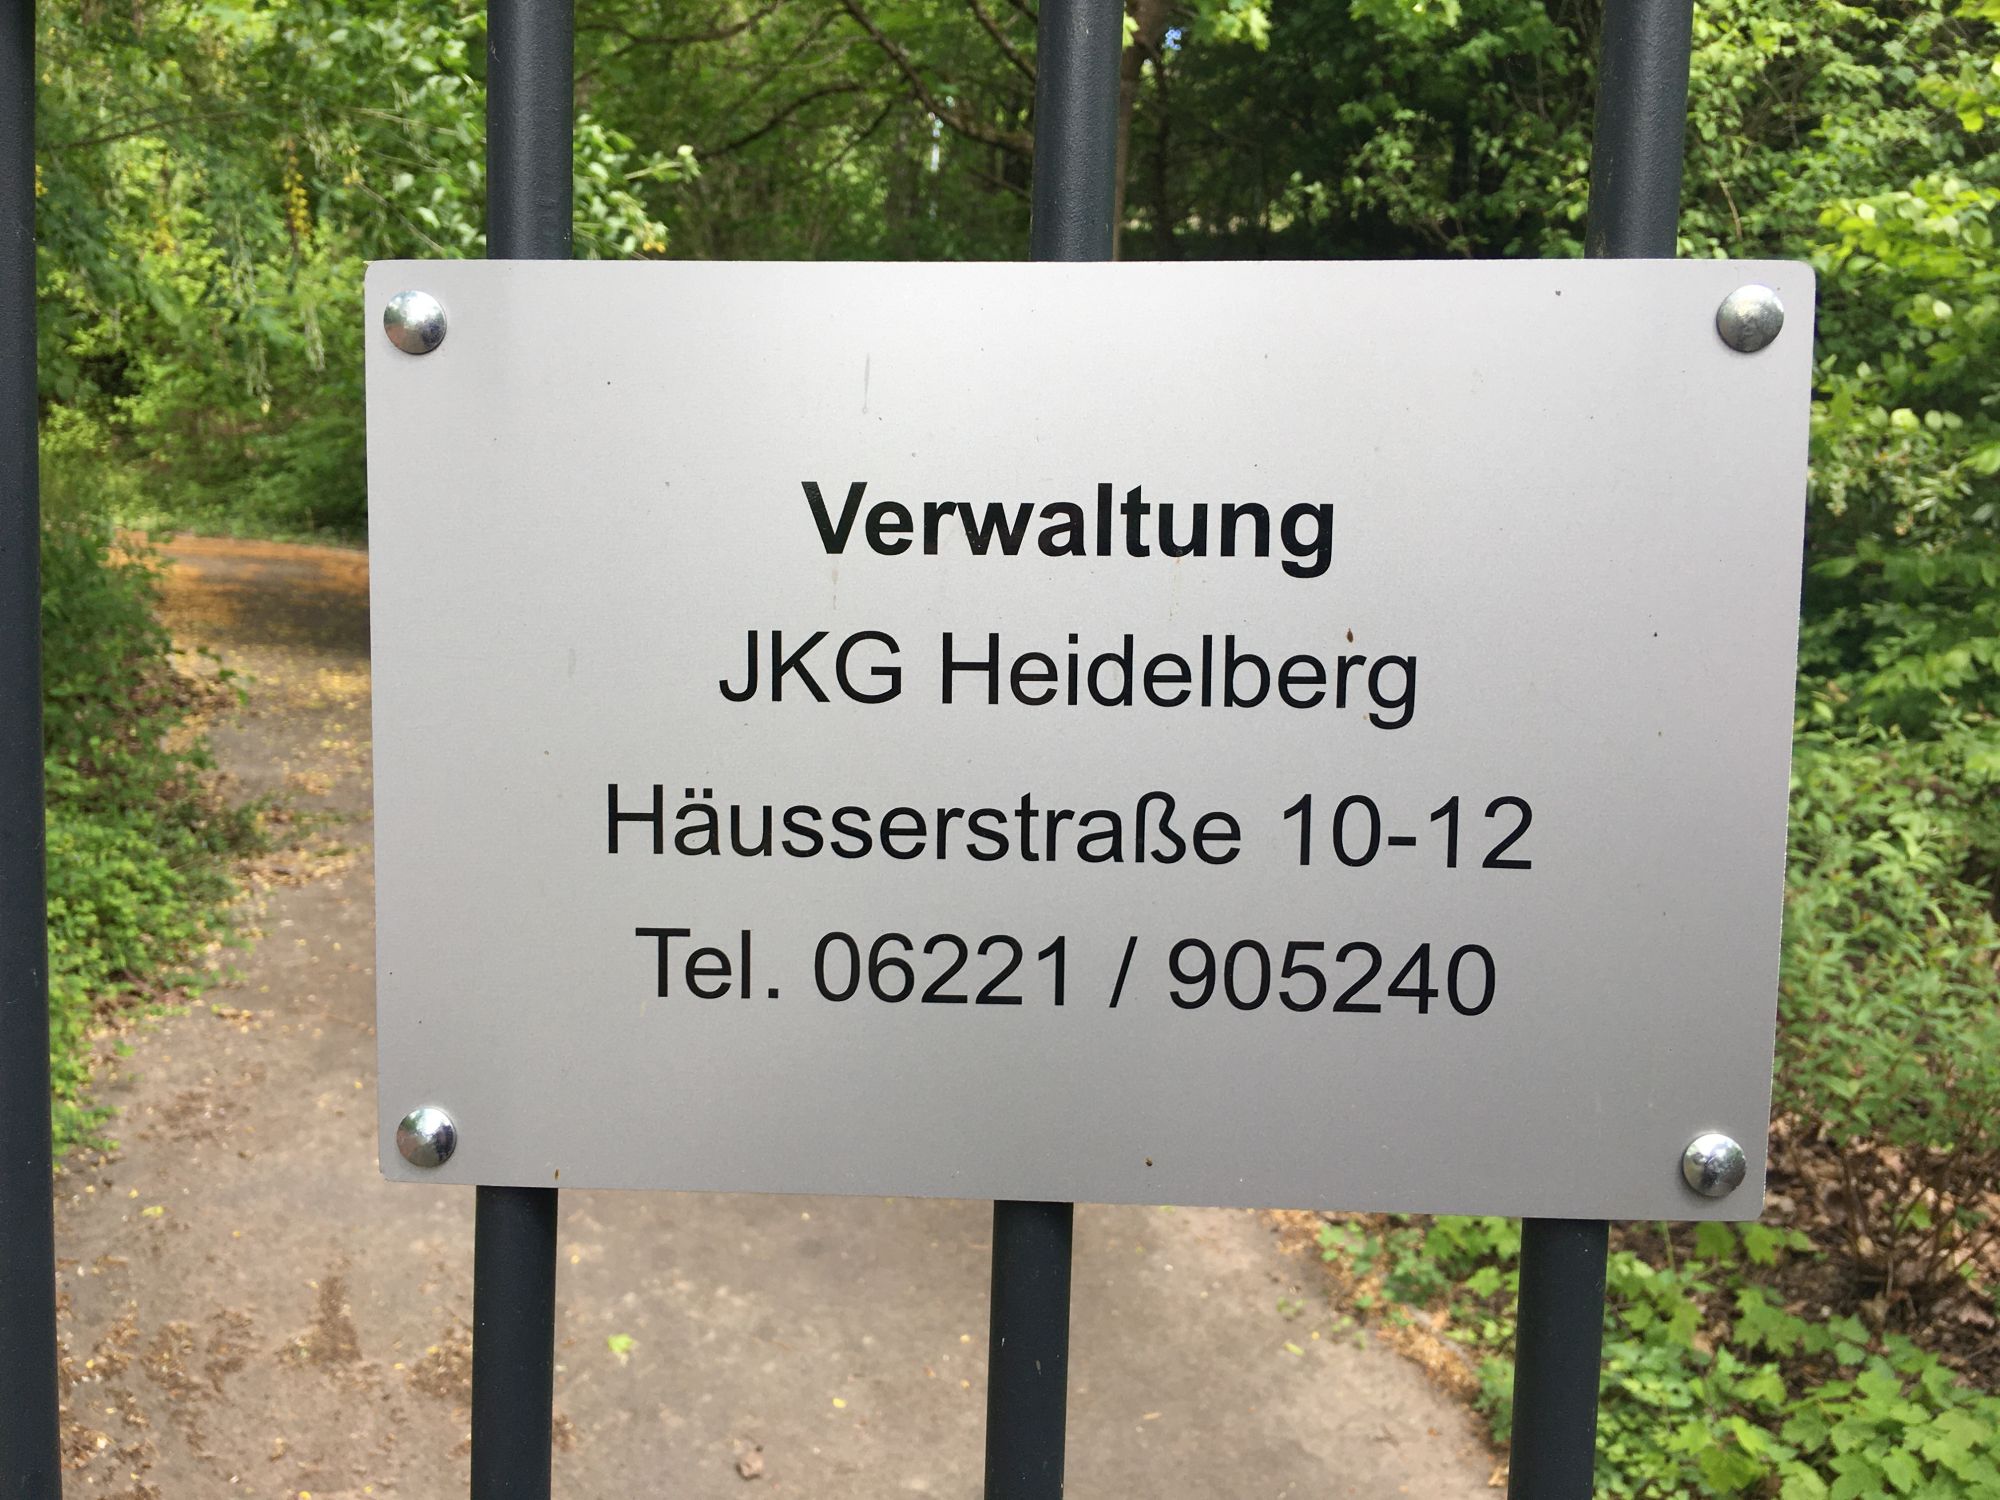 Verwaltung
JKG Heidelberg
Häusserstraße 10-12
Tel. 06221 / 905240